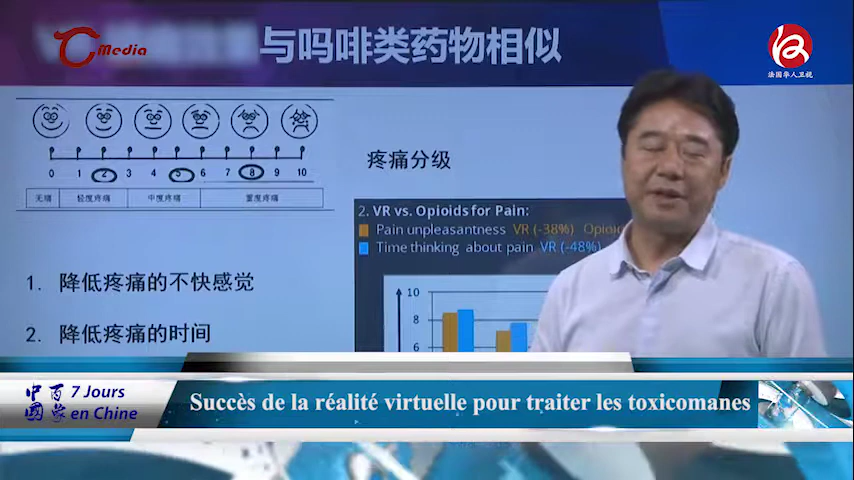 Media
与吗啡类药物相似
法国华人卫视
0 1 2 3 4 5 6 7 8 9 10
无痛 轻度疼痛 中度疼痛 重度疼痛
疼痛分级
2. VR vs. Opioids for Pain:
Pain unpleasantness VR (-38%)
Time thinking about pain VR (-48%)
10
8
6
1. 降低疼痛的不快感觉
2. 降低疼痛的时间
中国
百象
7 Jours
en Chine
Succès de la réalité virtuelle pour traiter les toxicomanes